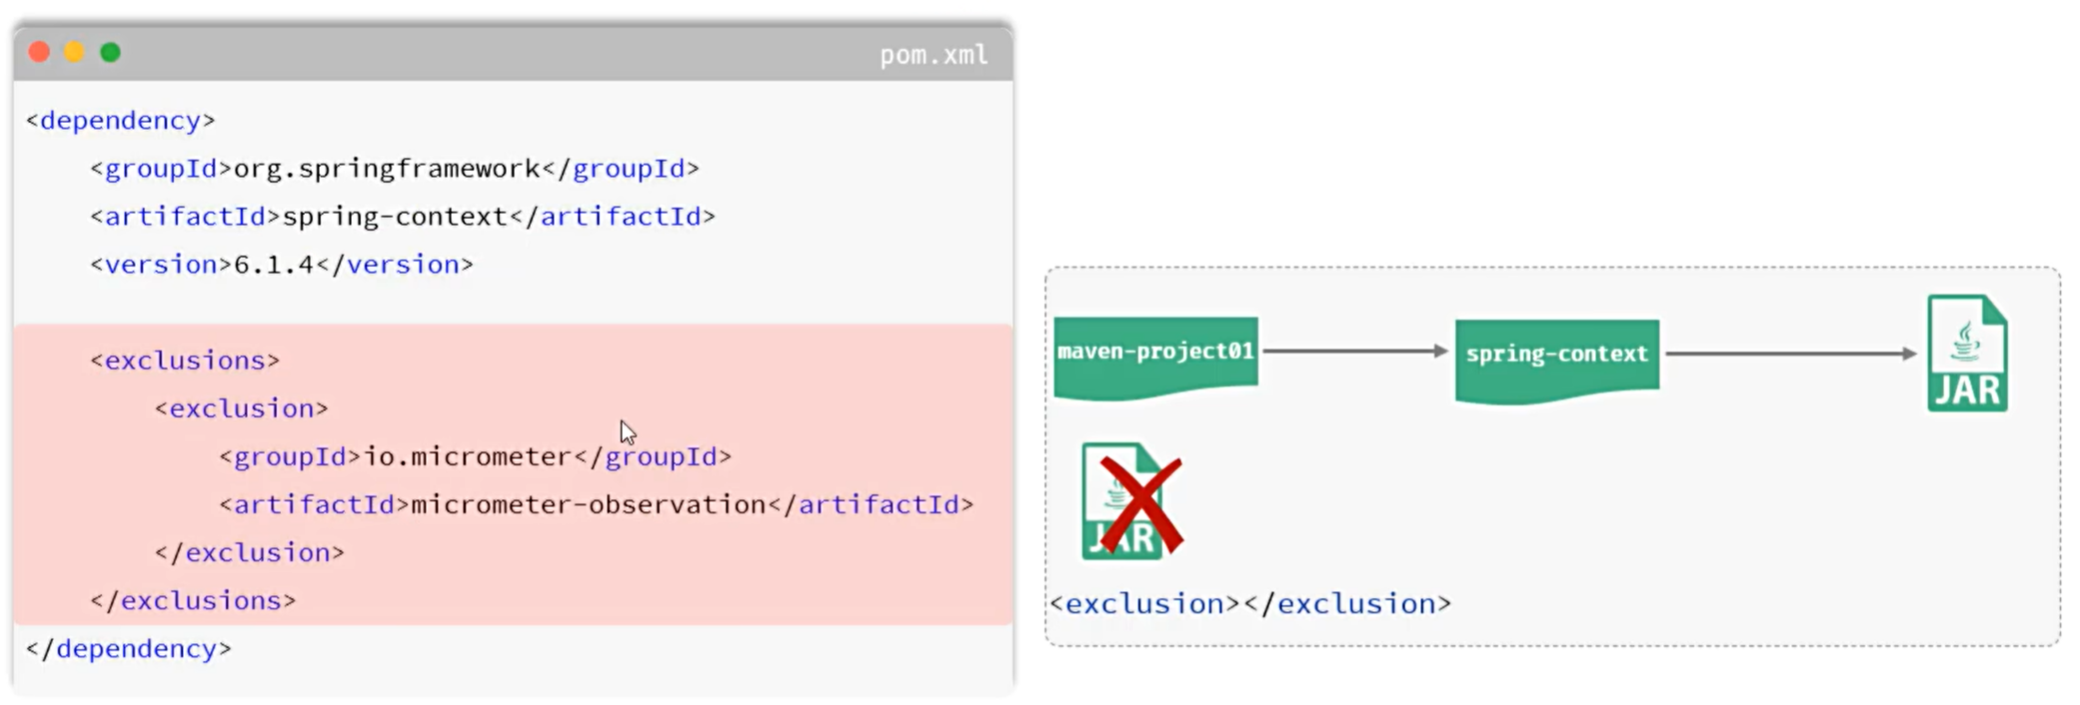 pom.xml
<dependency>
<groupId>org.springframework</groupId>
<artifactId>spring-context</artifactId>
<version>6.1.4</version>
<exclusions>
<exclusion>
<groupId>io.micrometer</groupId>
<artifactId>micrometer-observation</artifactId>
</exclusion>
</exclusions>
</dependency>
maven-project01
spring-context
JAR
JAR
<exclusion></exclusion>